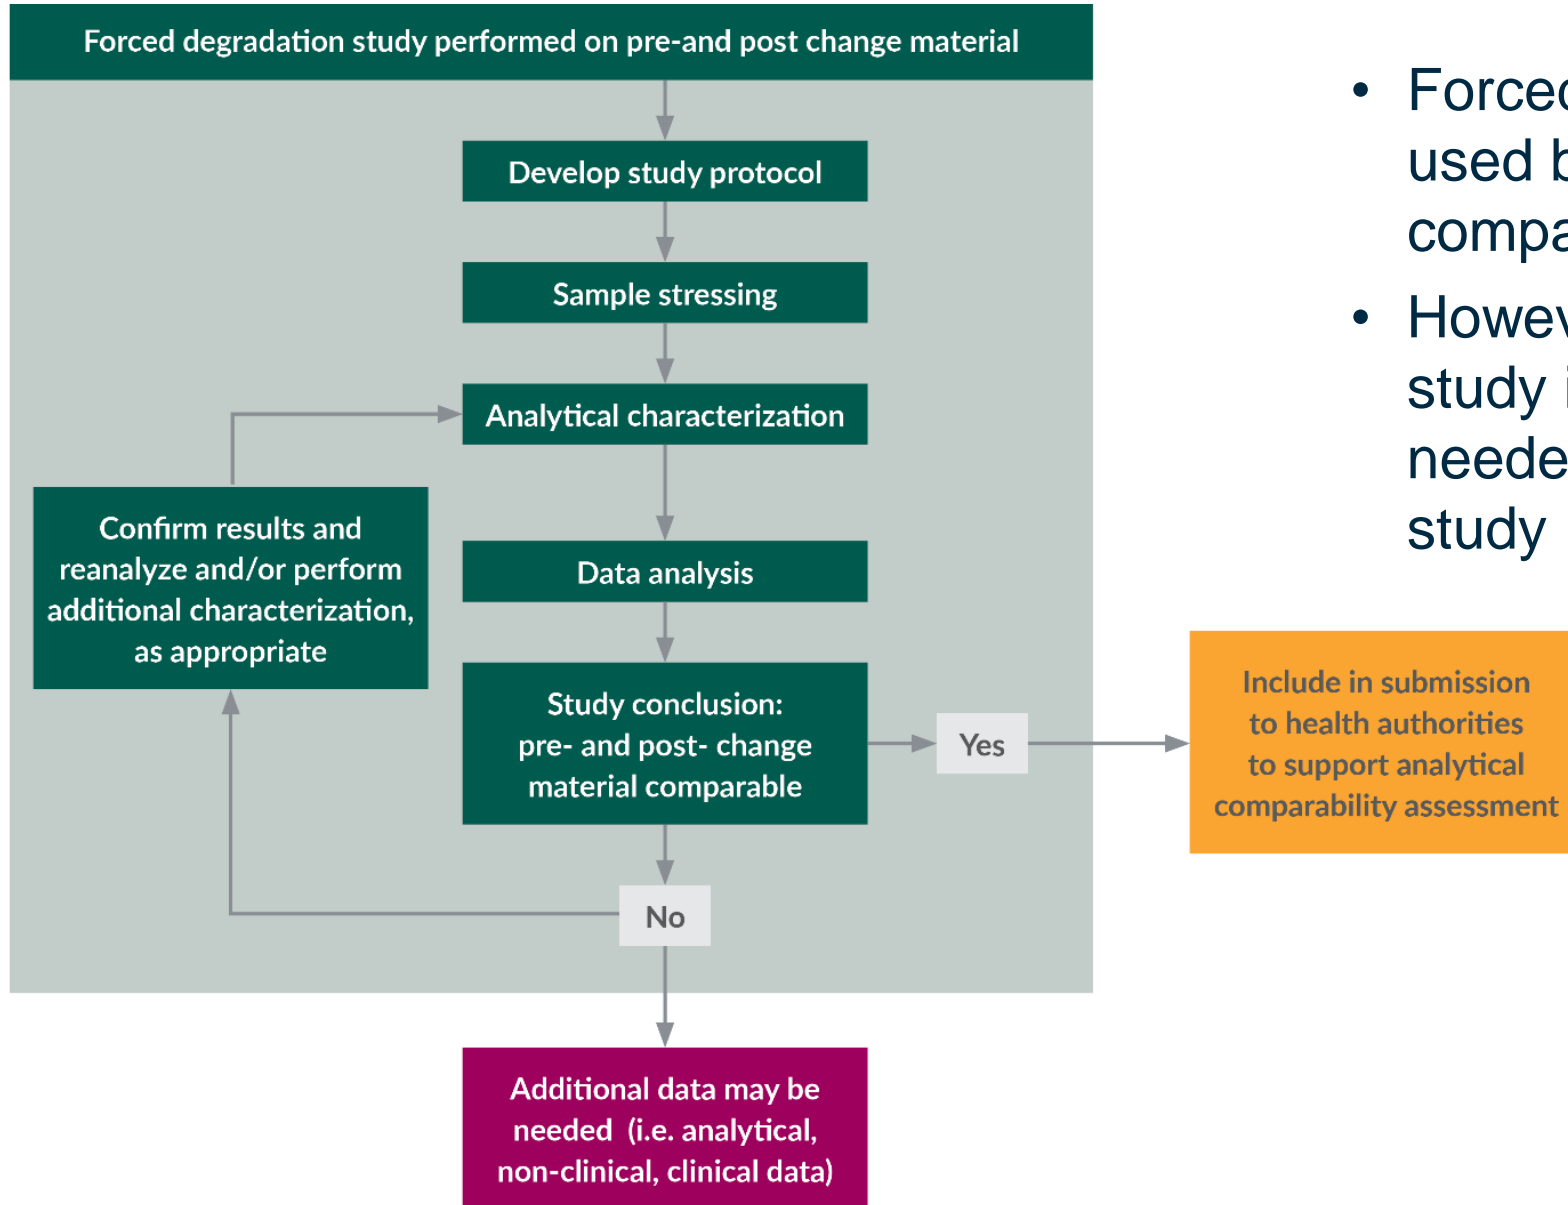 Forced degradation study performed on pre-and post change material
Develop study protocol
Sample stressing
Analytical characterization
Confirm results and
reanalyze and/or perform
additional characterization,
as appropriate
Data analysis
Study conclusion:
pre- and post- change
material comparable
Yes
No
Include in submission
to health authorities
to support analytical
comparability assessment
Additional data may be
needed (i.e. analytical,
non-clinical, clinical data)
•
used
•
study
study